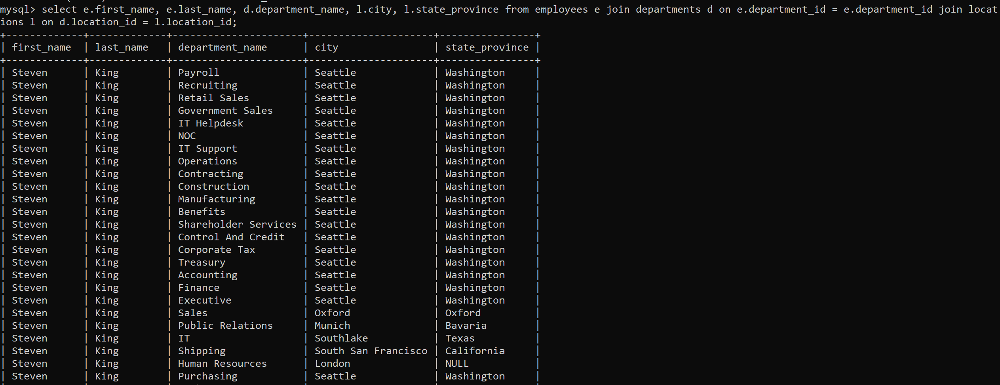 mysql> select e.first_name, e.last_name, d.department_name, l.city, l.state_province from employees e join departments d on e.department_id = e.department_id join locat
ions l on d.location_id = l.location_id;
+-------------+-------------+----------------------+---------------------+----------------+
| first_name  | last_name   | department_name      | city                | state_province |
+-------------+-------------+----------------------+---------------------+----------------+
| Steven      | King        | Payroll              | Seattle             | Washington     |
| Steven      | King        | Recruiting           | Seattle             | Washington     |
| Steven      | King        | Retail Sales         | Seattle             | Washington     |
| Steven      | King        | Government Sales     | Seattle             | Washington     |
| Steven      | King        | IT Helpdesk          | Seattle             | Washington     |
| Steven      | King        | NOC                  | Seattle             | Washington     |
| Steven      | King        | IT Support           | Seattle             | Washington     |
| Steven      | King        | Operations           | Seattle             | Washington     |
| Steven      | King        | Contracting          | Seattle             | Washington     |
| Steven      | King        | Construction         | Seattle             | Washington     |
| Steven      | King        | Manufacturing        | Seattle             | Washington     |
| Steven      | King        | Benefits             | Seattle             | Washington     |
| Steven      | King        | Shareholder Services | Seattle             | Washington     |
| Steven      | King        | Control And Credit   | Seattle             | Washington     |
| Steven      | King        | Corporate Tax        | Seattle             | Washington     |
| Steven      | King        | Treasury             | Seattle             | Washington     |
| Steven      | King        | Accounting           | Seattle             | Washington     |
| Steven      | King        | Finance              | Seattle             | Washington     |
| Steven      | King        | Executive            | Seattle             | Washington     |
| Steven      | King        | Sales                | Oxford              | Oxford         |
| Steven      | King        | Public Relations     | Munich              | Bavaria        |
| Steven      | King        | IT                   | Southlake           | Texas          |
| Steven      | King        | Shipping             | South San Francisco | California     |
| Steven      | King        | Human Resources      | London              | NULL           |
| Steven      | King        | Purchasing           | Seattle             | Washington     |